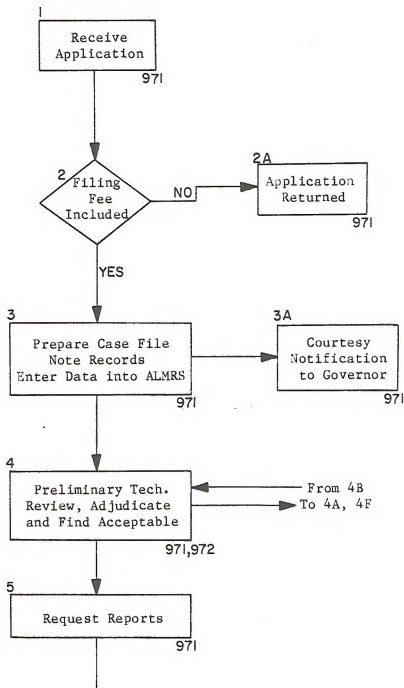 1
Receive
Application
971
2
Filing
Fee
Included
NO
2A
Application
Returned
971
YES
3
Prepare Case File
Note Records
Enter Data into ALMRS
971
3A
Courtesy
Notification
to Governor
971
4
Preliminary Tech.
Review, Adjudicate
and Find Acceptable
971,972
From 4B
To 4A, 4F
5
Request Reports
971